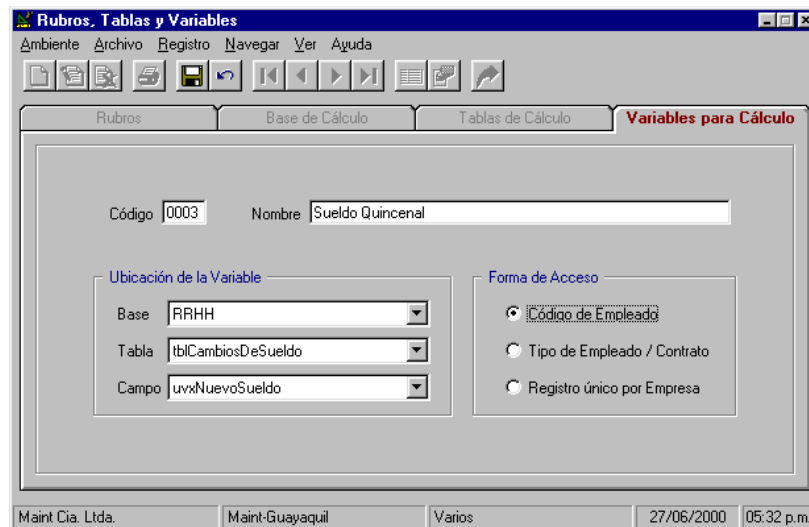 Rubros, Tablas y Variables
Ambiente Archivo Registro Navegar Ver Ayuda
Rubros Base de Cálculo Tablas de Cálculo Variables para Cálculo
Código 0003 Nombre Sueldo Quincenal
Ubicación de la Variable Forma de Acceso
Base RRHH Código de Empleado
Tabla tblCambiosDeSueldo Tipo de Empleado / Contrato
Campo uvxNuevoSueldo Registro único por Empresa
Maint Cia. Ltda. Maint-Guayaquil Varios 27/06/2000 05:32 p.m